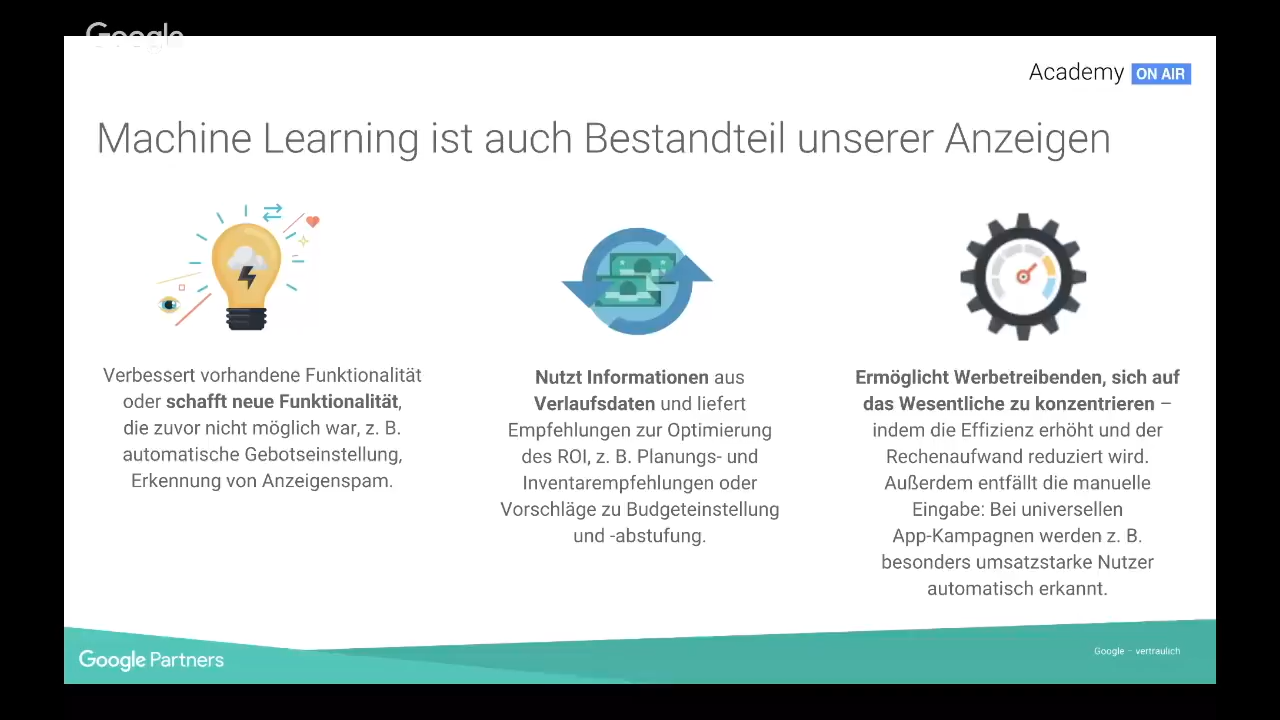 Google
Academy ON AIR
Machine Learning ist auch Bestandteil unserer Anzeigen
Verbessert vorhandene Funktionalität
oder schafft neue Funktionalität,
die zuvor nicht möglich war, z. B.
automatische Gebotseinstellung,
Erkennung von Anzeigenspam.
Nutzt Informationen aus
Verlaufsdaten und liefert
Empfehlungen zur Optimierung
des ROI, z. B. Planungs- und
Inventarempfehlungen oder
Vorschläge zu Budgeteinstellung
und -abstufung.
Ermöglicht Werbetreibenden, sich auf
das Wesentliche zu konzentrieren –
indem die Effizienz erhöht und der
Rechenaufwand reduziert wird.
Außerdem entfällt die manuelle
Eingabe: Bei universellen
App-Kampagnen werden z. B.
besonders umsatzstarke Nutzer
automatisch erkannt.
Google Partners
Google – vertraulich